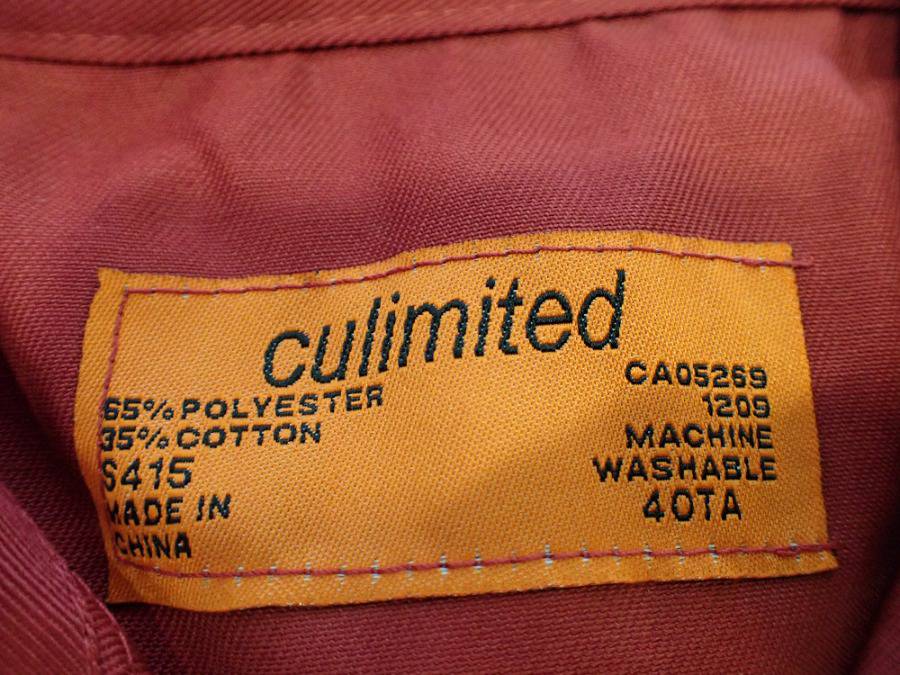 culimited
65% POLYESTER
35% COTTON
S415
MADE IN
CHINA
CA05269
1209
MACHINE
WASHABLE
40TA